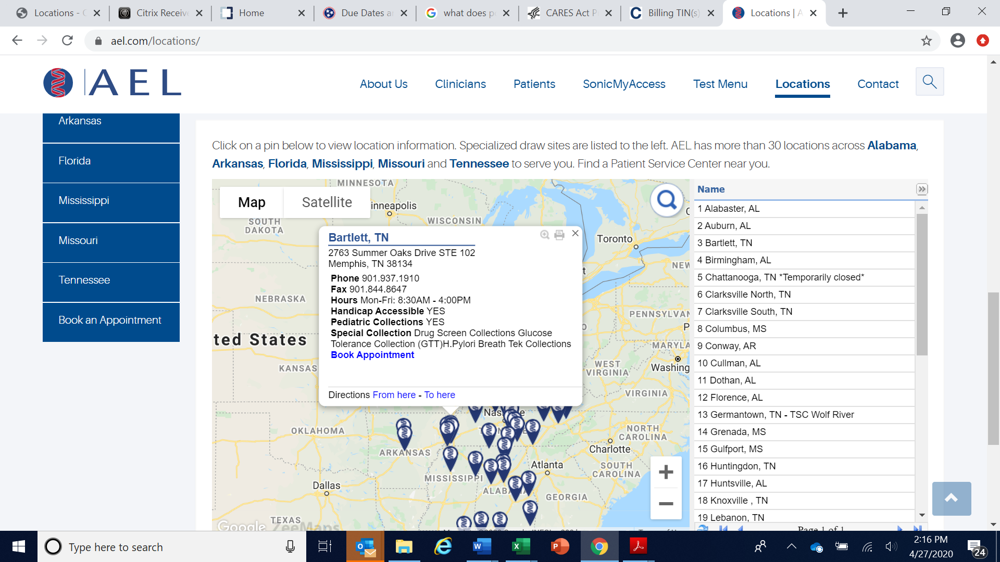 Locations - C
Citrix Receive
Home
Due Dates a
what does p
CARES Act P
Billing TIN(s)
Locations | A
ael.com/locations/
AEL
About Us
Clinicians
Patients
SonicMyAccess
Test Menu
Locations
Contact
Arkansas
Florida
Mississippi
Missouri
Tennessee
Book an Appointment
Click on a pin below to view location information. Specialized draw sites are listed to the left. AEL has more than 30 locations across Alabama,
Arkansas, Florida, Mississippi, Missouri and Tennessee to serve you. Find a Patient Service Center near you.
Map
Satellite
MINNESOTA
inneapolis
WISCONSIN
SOUTH
DAKOTA
Toronto
NEW
NEBRASKA
PENNSYLVAN
ted States
MARYLA
KANSAS
WEST
VIRGINIA
Washing
VIRGINIA
Bartlett, TN
2763 Summer Oaks Drive STE 102
Memphis, TN 38134
Phone 901.937.1910
Fax 901.844.8647
Hours Mon-Fri: 8:30AM - 4:00PM
Handicap Accessible YES
Pediatric Collections YES
Special Collection Drug Screen Collections Glucose
Tolerance Collection (GTT)H.Pylori Breath Tek Collections
Book Appointment
Directions From here - To here
OKLAHOMA
NORTH
CAROLINA
Charlotte
ARKANSAS
Atlanta
SOUTH
CAROLINA
MISSISSIPPI
Dallas
GEORGIA
TEXAS
Google
ZeeMaps
Name
1 Alabaster, AL
2 Auburn, AL
3 Bartlett, TN
4 Birmingham, AL
5 Chattanooga, TN *Temporarily closed*
6 Clarksville North, TN
7 Clarksville South, TN
8 Columbus, MS
9 Conway, AR
10 Cullman, AL
11 Dothan, AL
12 Florence, AL
13 Germantown, TN - TSC Wolf River
14 Grenada, MS
15 Gulfport, MS
16 Huntingdon, TN
17 Huntsville, AL
18 Knoxville , TN
19 Lebanon, TN
Page 1 of 1
Type here to search
2:16 PM
4/27/2020
24